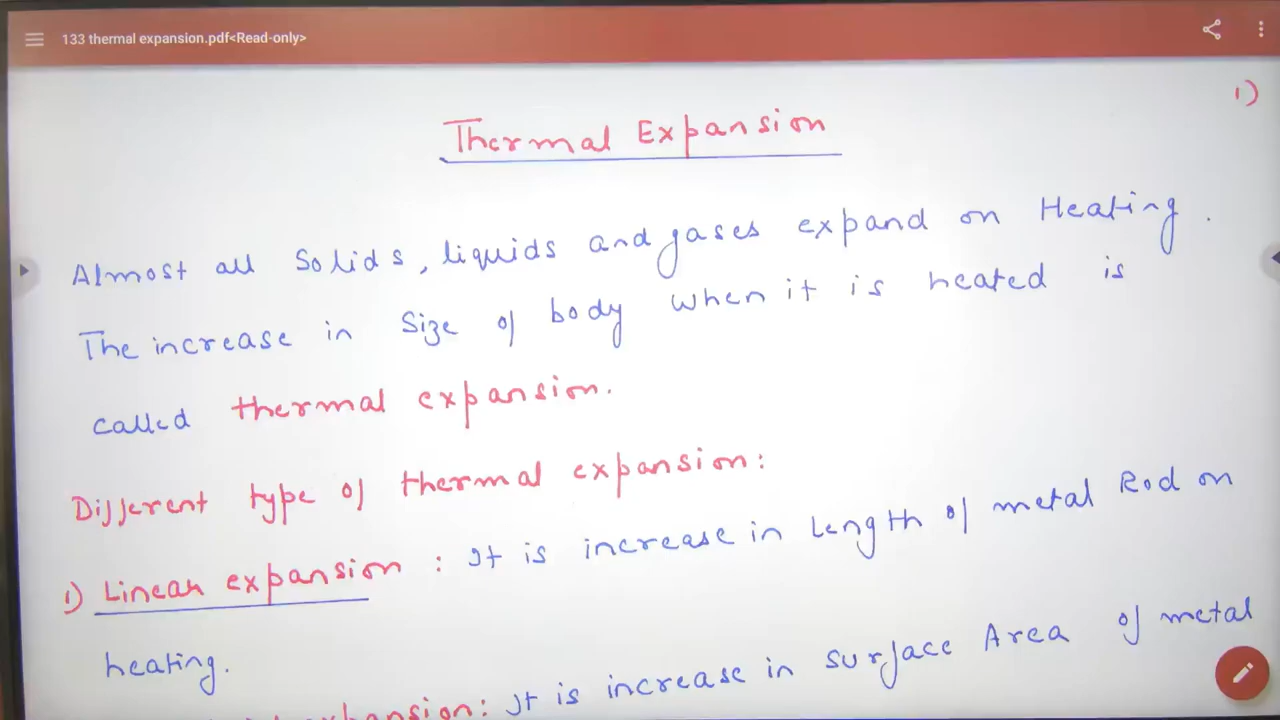 133 thermal expansion.pdf<Read-only>
1)
Thermal Expansion
Almost all Solids, liquids and gases expand on Heating.
The increase in Size of body when it is heated is
called thermal expansion.
Different type of thermal expansion:
1) Linear expansion : It is increase in length of metal Rod on
heating.
expansion: It is increase in surface Area of metal